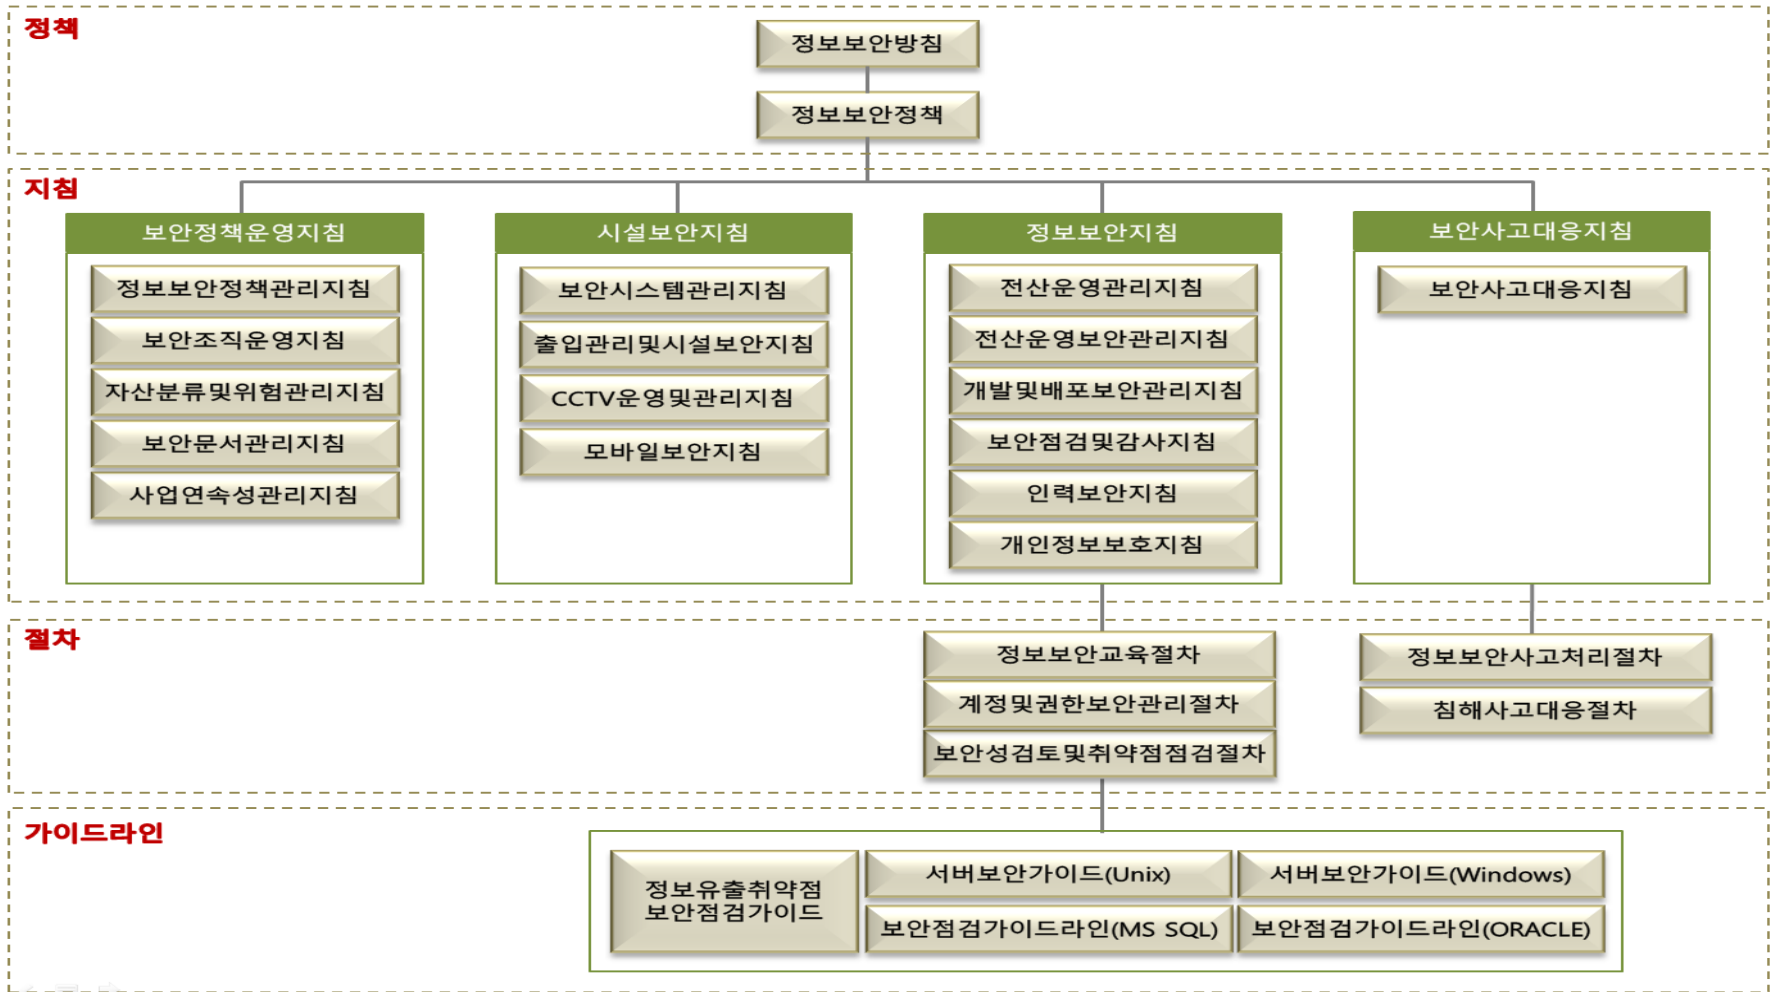 정책
정보보안방침
정보보안정책
지침
보안정책운영지침
정보보안정책관리지침
보안조직운영지침
자산분류및위험관리지침
보안문서관리지침
사업연속성관리지침
시설보안지침
보안시스템관리지침
출입관리및시설보안지침
CCTV운영및관리지침
모바일보안지침
정보보안지침
전산운영관리지침
전산운영보안관리지침
개발및배포보안관리지침
보안점검및감사지침
인력보안지침
개인정보보호지침
보안사고대응지침
보안사고대응지침
절차
정보보안교육절차
계정및권한보안관리절차
보안성검토및취약점점검절차
정보보안사고처리절차
침해사고대응절차
가이드라인
정보유출취약점
보안점검가이드
서버보안가이드(Unix)
서버보안가이드(Windows)
보안점검가이드라인(MS SQL)
보안점검가이드라인(ORACLE)